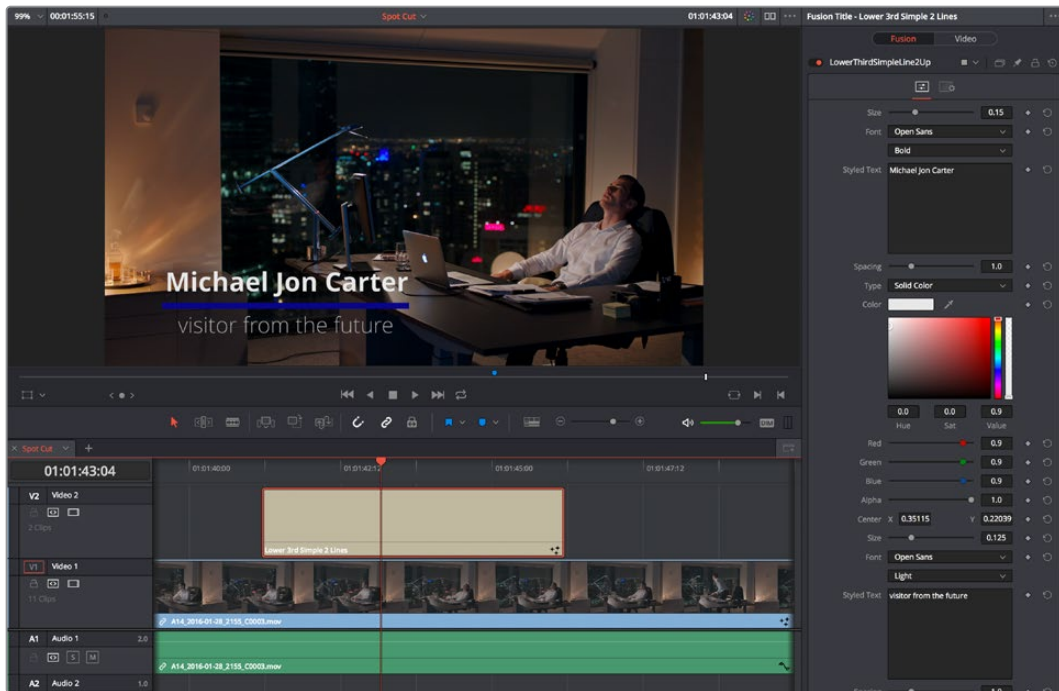 99%
00:01:55:15
Spot Cut
01:01:43:04
Fusion Title - Lower 3rd Simple 2 Lines
Fusion
Video
LowerThirdSimpleLine2Up
Size
0.15
Font
Open Sans
Bold
Styled Text
Michael Jon Carter
Michael Jon Carter
visitor from the future
Spacing
1.0
Type
Solid Color
Color
0.0
0.0
0.9
Hue
Sat
Value
Red
0.9
Green
0.9
Blue
0.9
Alpha
1.0
Center
X
0.35115
Y
0.22039
Size
0.125
Font
Open Sans
Light
Styled Text
visitor from the future
DIM
Spot Cut
01:01:43:04
01:01:40:00
01:01:42:12
01:01:45:00
01:01:47:12
V2
Video 2
2 Clips
Lower 3rd Simple 2 Lines
V1
Video 1
11 Clips
A14_2016-01-28_2155_C0003.mov
A1
Audio 1
2.0
S
M
A14_2016-01-28_2155_C0003.mov
A2
Audio 2
1.0